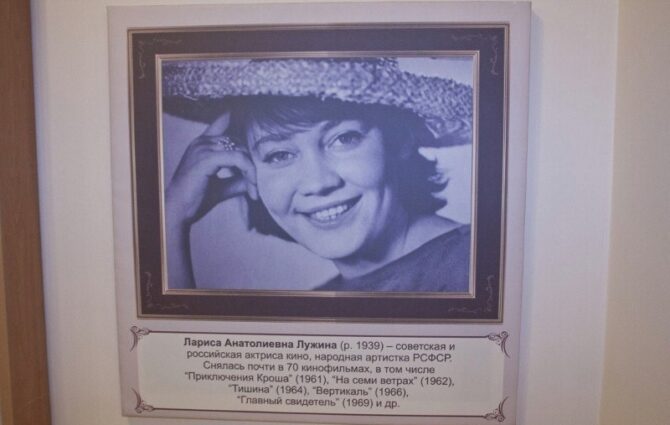 Лариса Анатолиевна Лужина (р. 1939) – советская и
российская актриса кино, народная артистка РСФСР.
Снялась почти в 70 кинофильмах, в том числе
"Приключения Кроша" (1961), "На семи ветрах" (1962),
"Тишина" (1964), "Вертикаль" (1966),
"Главный свидетель" (1969) и др.